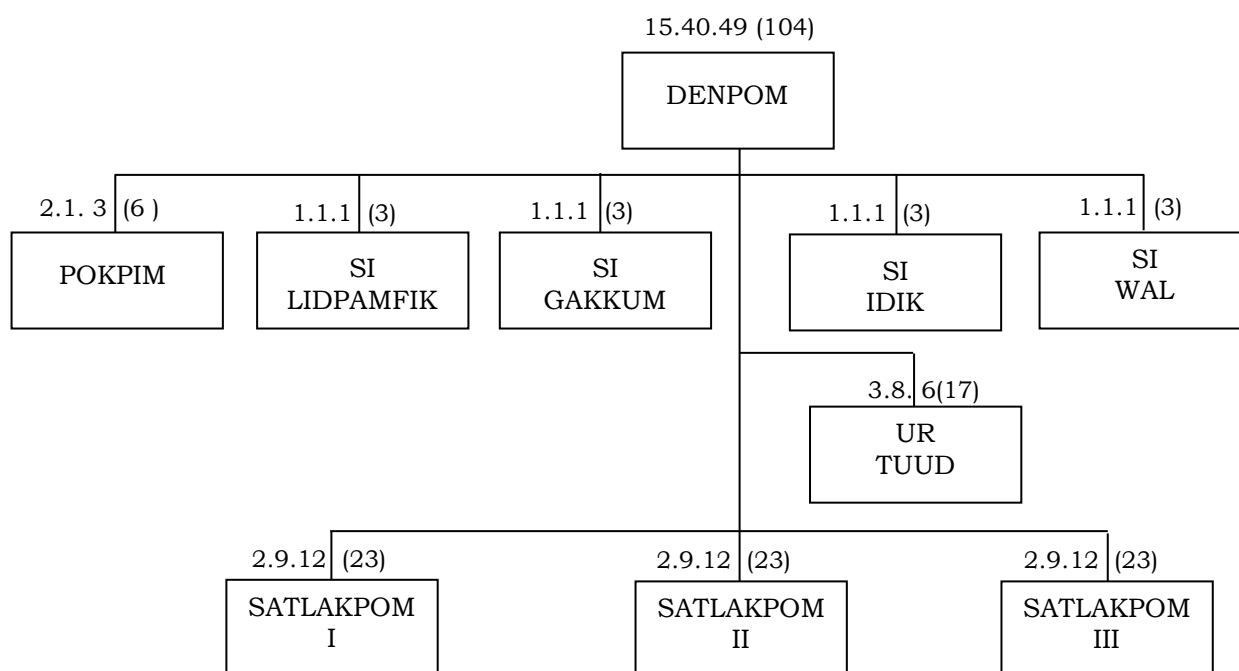 15.40.49 (104)
DENPOM
2.1. 3 (6 )
1.1.1 (3)
1.1.1 (3)
1.1.1 (3)
1.1.1 (3)
POKPIM
SI
LIDPAMFIK
SI
GAKKUM
SI
IDIK
SI
WAL
3.8. 6(17)
UR
TUUD
2.9.12 (23)
2.9.12 (23)
2.9.12 (23)
SATLAKPOM
I
SATLAKPOM
II
SATLAKPOM
III